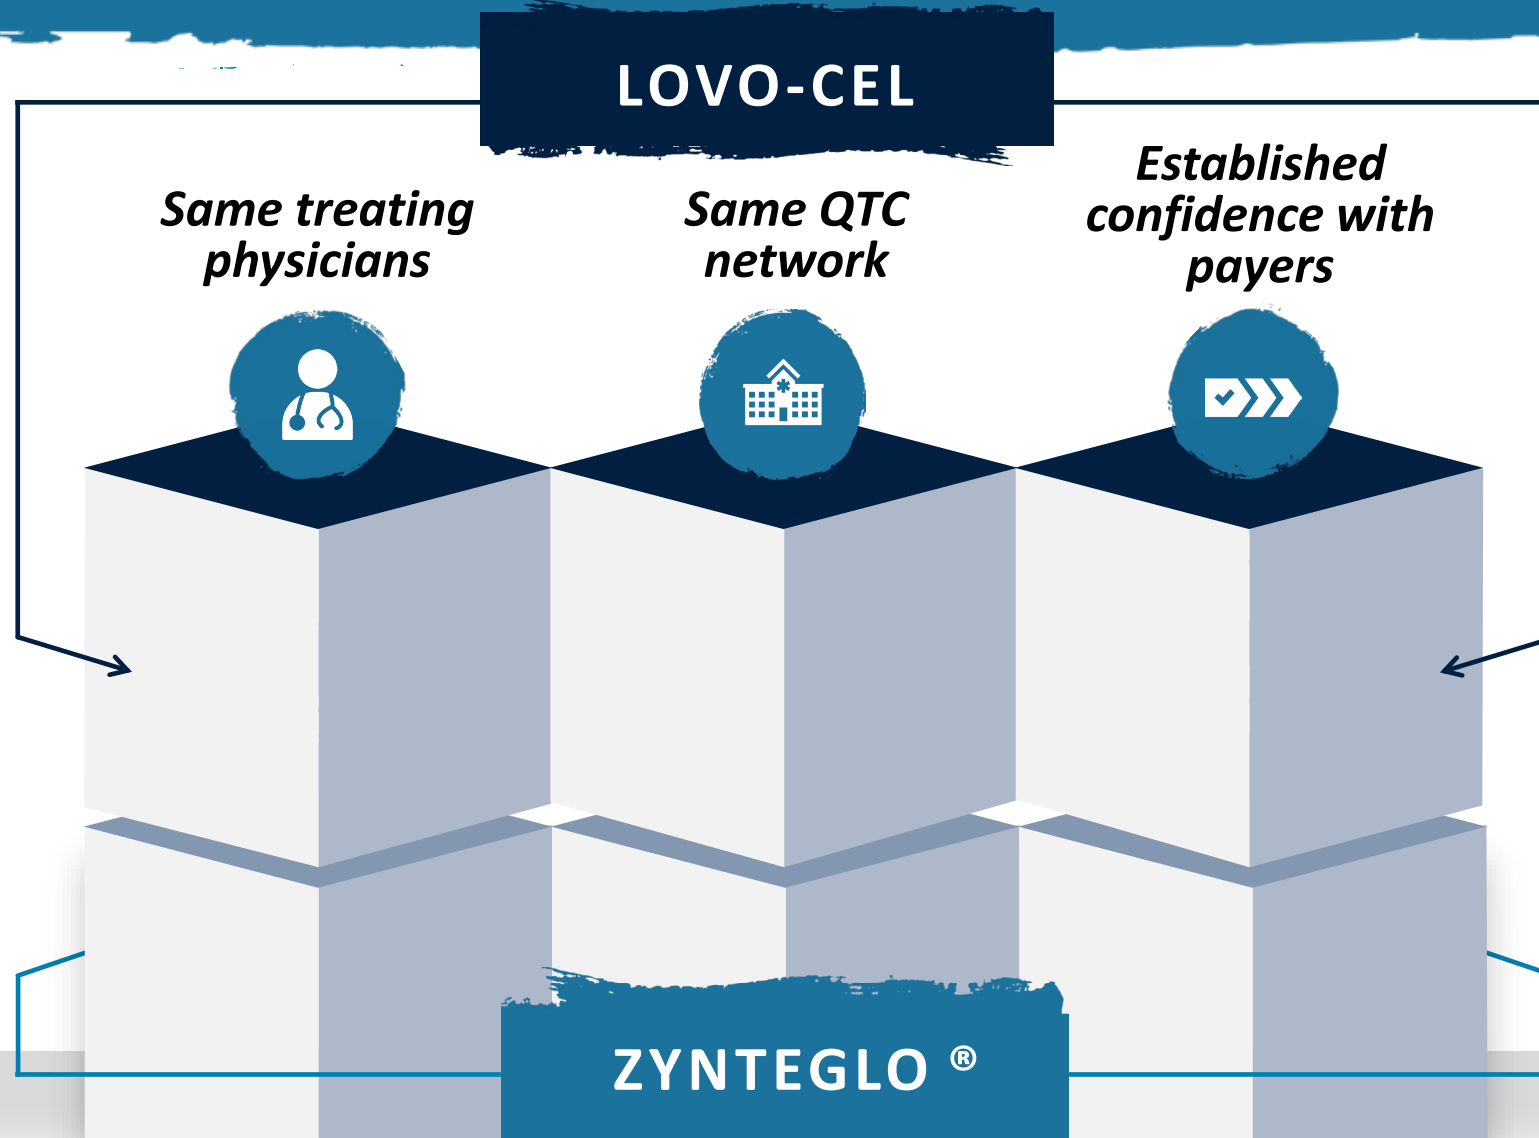 LOVO-CEL
Same treating
physicians
Same QTC
network
Established
confidence with
payers
ZYNTEGLO ®